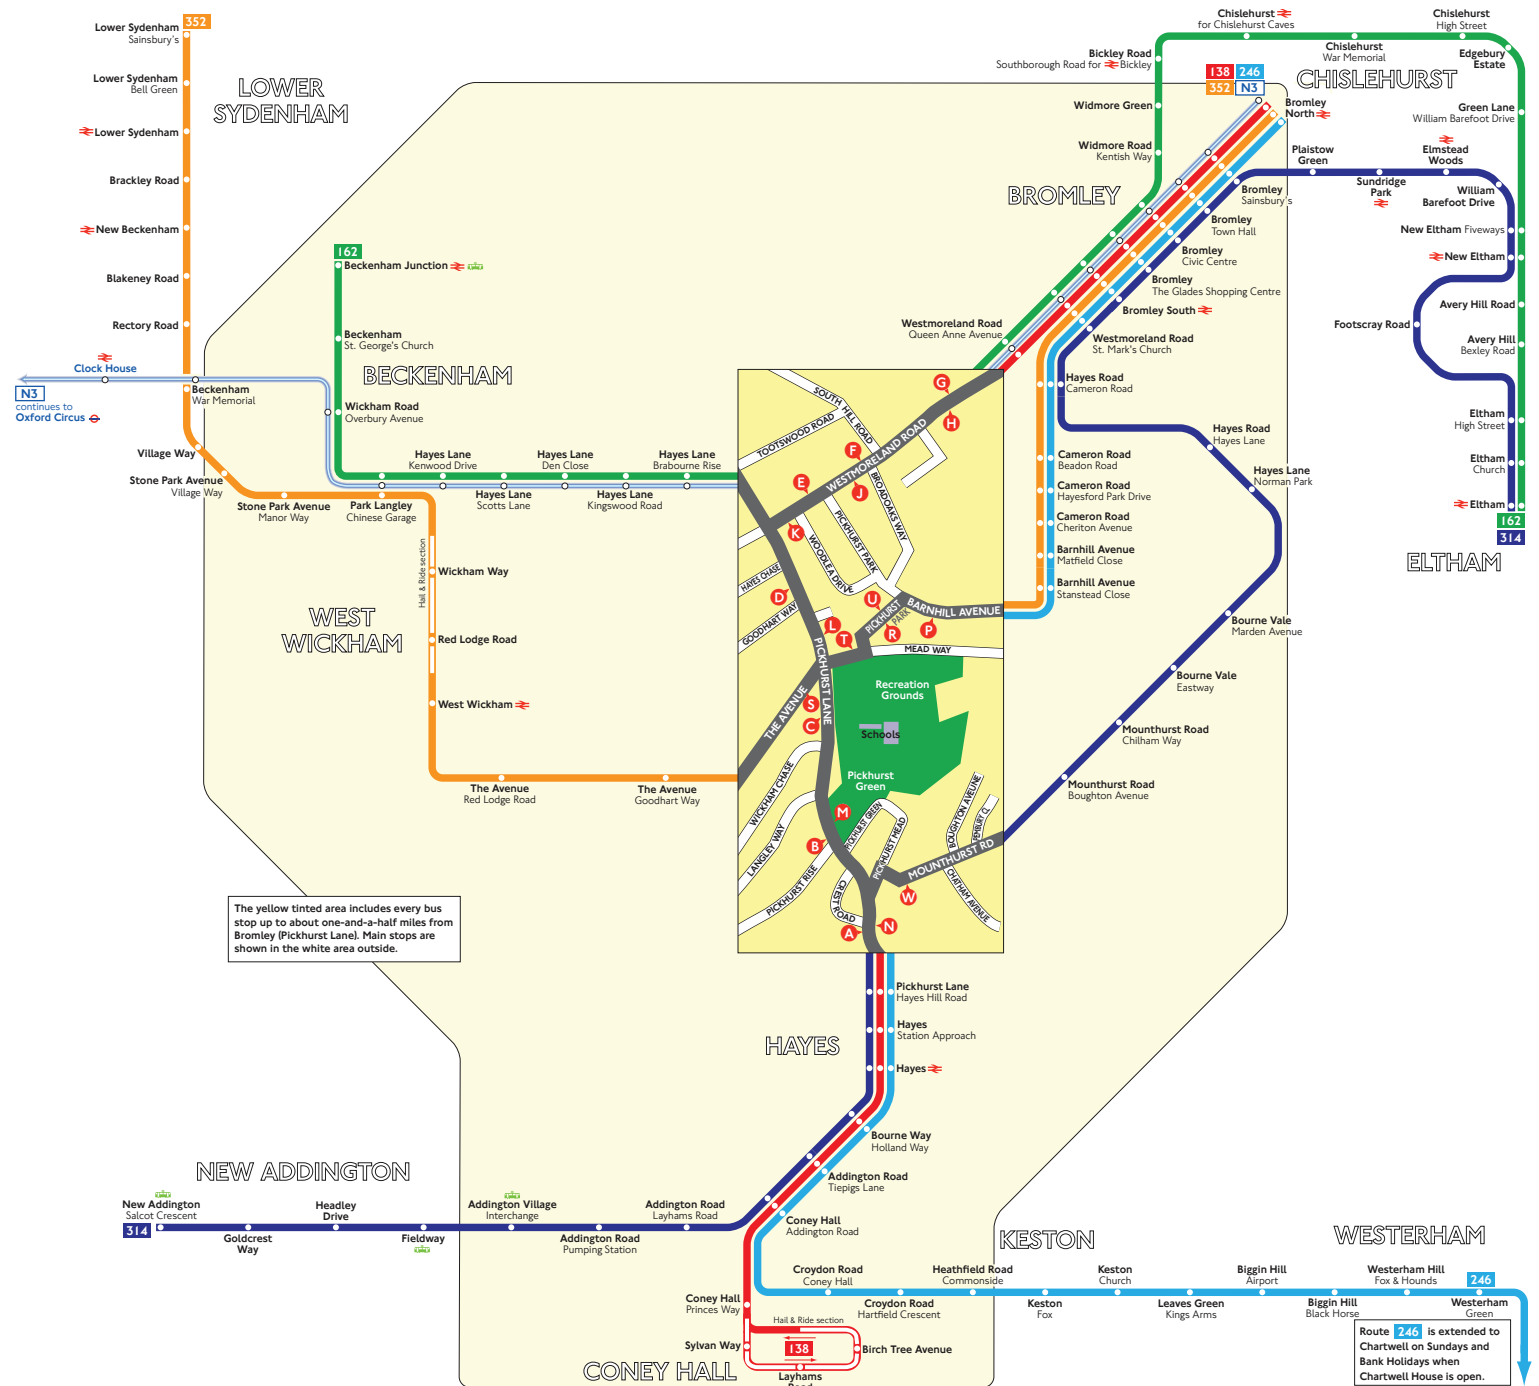 352
Lower Sydenham
Sainsbury's
Lower Sydenham
Bell Green
Lower Sydenham
Brackley Road
New Beckenham
Blakeney Road
Rectory Road
LOWER
SYDENHAM
Clock House
N3
continues to
Oxford Circus
Beckenham
War Memorial
Village Way
Stone Park Avenue
Village Way
Stone Park Avenue
Manor Way
Park Langley
Chinese Garage
162
Beckenham Junction
Beckenham
St. George's Church
BECKENHAM
Wickham Road
Overbury Avenue
Hayes Lane
Kenwood Drive
Hayes Lane
Scotts Lane
Hayes Lane
Den Close
Hayes Lane
Kingswood Road
Hayes Lane
Brabourne Rise
Hail & Ride section
Wickham Way
Red Lodge Road
West Wickham
WEST
WICKHAM
The Avenue
Red Lodge Road
The Avenue
Goodhart Way
Chislehurst
for Chislehurst Caves
Chislehurst
War Memorial
Chislehurst
High Street
Edgebury
Estate
Bickley Road
Southborough Road for Bickley
138
246
352
N3
CHISLEHURST
Widmore Green
Widmore Road
Kentish Way
BROMLEY
Bromley
North
Green Lane
William Barefoot Drive
Plaistow
Green
Sundridge
Park
Elmstead
Woods
William
Barefoot Drive
New Eltham Fiveways
New Eltham
Avery Hill Road
Footscray Road
Avery Hill
Bexley Road
Eltham
High Street
Eltham
Church
Eltham
162
314
ELTHAM
Bromley
Sainsbury's
Bromley
Town Hall
Bromley
Civic Centre
Bromley
The Glades Shopping Centre
Bromley South
Westmoreland Road
Queen Anne Avenue
Westmoreland Road
St. Mark's Church
Hayes Road
Cameron Road
Cameron Road
Beadon Road
Cameron Road
Hayesford Park Drive
Cameron Road
Cheriton Avenue
Barnhill Avenue
Matfield Close
Barnhill Avenue
Stanstead Close
Hayes Road
Hayes Lane
Hayes Lane
Norman Park
Bourne Vale
Marden Avenue
Bourne Vale
Eastway
Mounthurst Road
Chilham Way
Mounthurst Road
Boughton Avenue
SOUTH HILL ROAD
TOOTSWOOD ROAD
WESTMORELAND ROAD
G
H
F
E
J
K
BROADOAKS WAY
PICKHURST PARK
WOODLEA DRIVE
HAYES CHASE
D
GOODHART WAY
U
PICKHURST
PARK
BARNHILL AVENUE
L
T
R
P
MEAD WAY
PICKHURST LANE
THE AVENUE
S
C
Recreation
Grounds
Schools
Pickhurst
Green
WICKHAM CHASE
LANGLEY WAY
PICKHURST RISE
M
B
PICKHURST GREEN
PICKHURST MEAD
CREST ROAD
BOUGHTON AVEUNE
PEMBURY CL
MOUNTHURST RD
CHATHAM AVENUE
W
A
N
The yellow tinted area includes every bus
stop up to about one-and-a-half miles from
Bromley (Pickhurst Lane). Main stops are
shown in the white area outside.
Pickhurst Lane
Hayes Hill Road
Hayes
Station Approach
HAYES
Hayes
Bourne Way
Holland Way
Addington Road
Tiepigs Lane
Coney Hall
Addington Road
NEW ADDINGTON
New Addington
Salcot Crescent
314
Goldcrest
Way
Headley
Drive
Fieldway
Addington Village
Interchange
Addington Road
Pumping Station
Addington Road
Layhams Road
Croydon Road
Coney Hall
Croydon Road
Hartfield Crescent
Heathfield Road
Commonside
Keston
Fox
KESTON
Keston
Church
Leaves Green
Kings Arms
Biggin Hill
Airport
Biggin Hill
Black Horse
WESTERHAM
Westerham Hill
Fox & Hounds
246
Westerham
Green
Route 246 is extended to
Chartwell on Sundays and
Bank Holidays when
Chartwell House is open.
Coney Hall
Princes Way
Hail & Ride section
Sylvan Way
138
Birch Tree Avenue
CONEY HALL
Layhams
Road